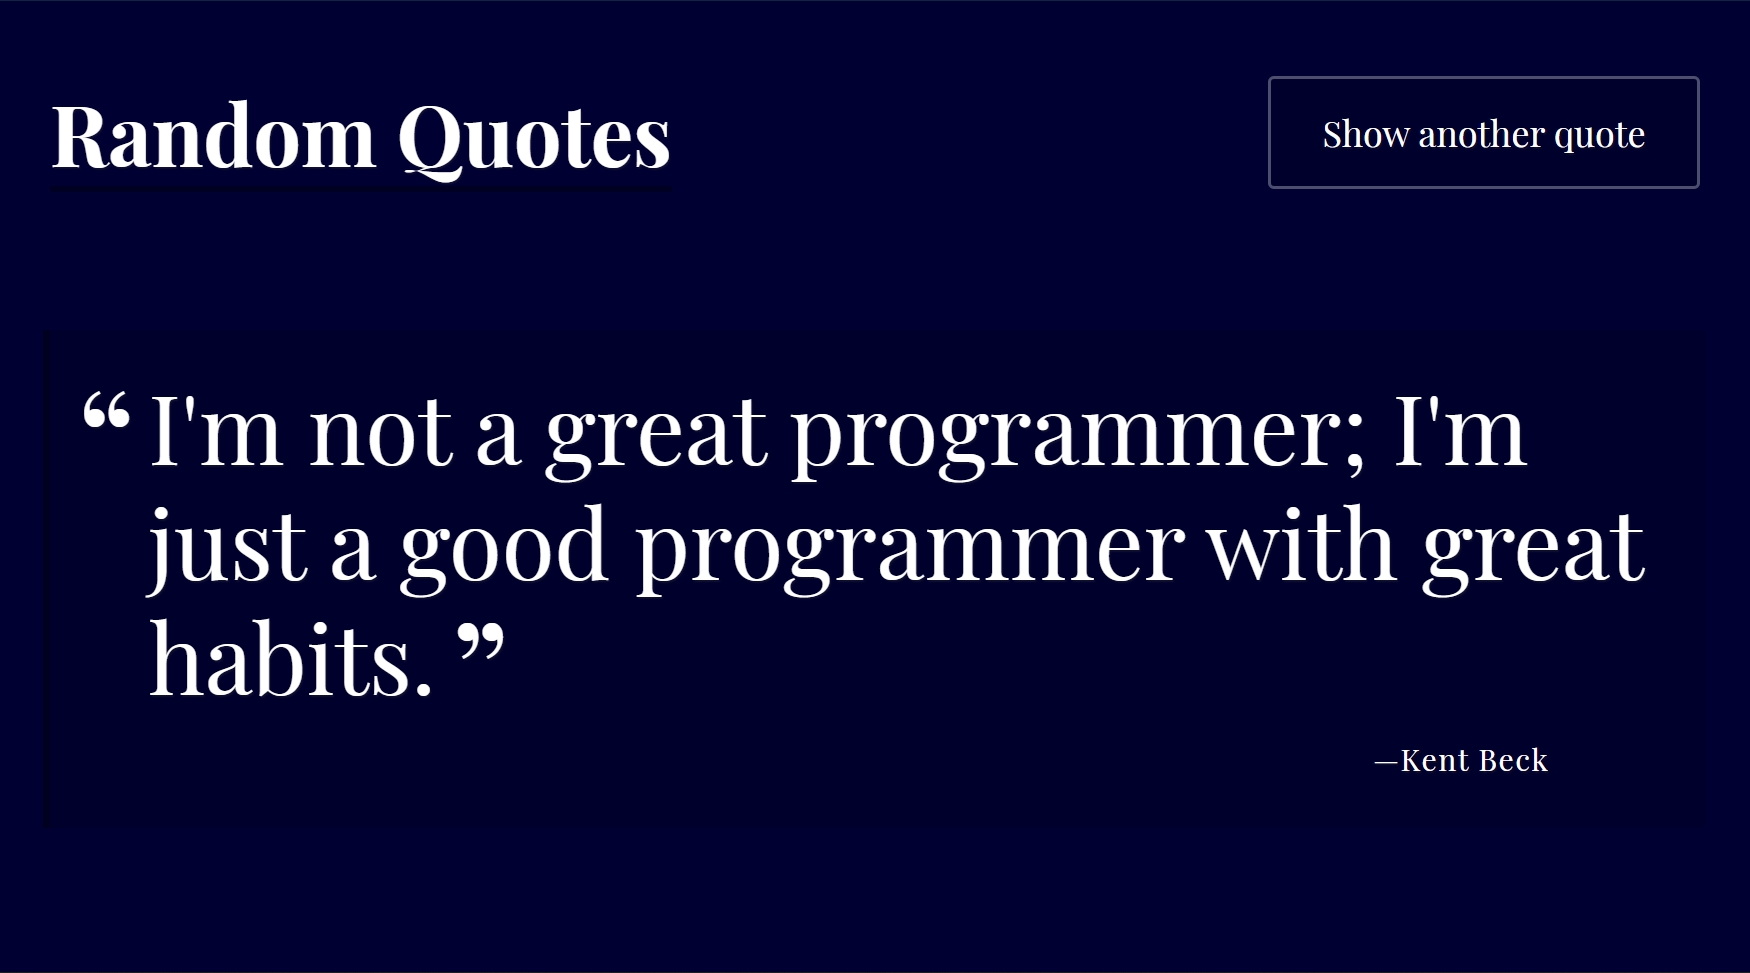 Random Quotes
Show another quote
“ I'm not a great programmer; I'm
just a good programmer with great
habits. ”
—Kent Beck